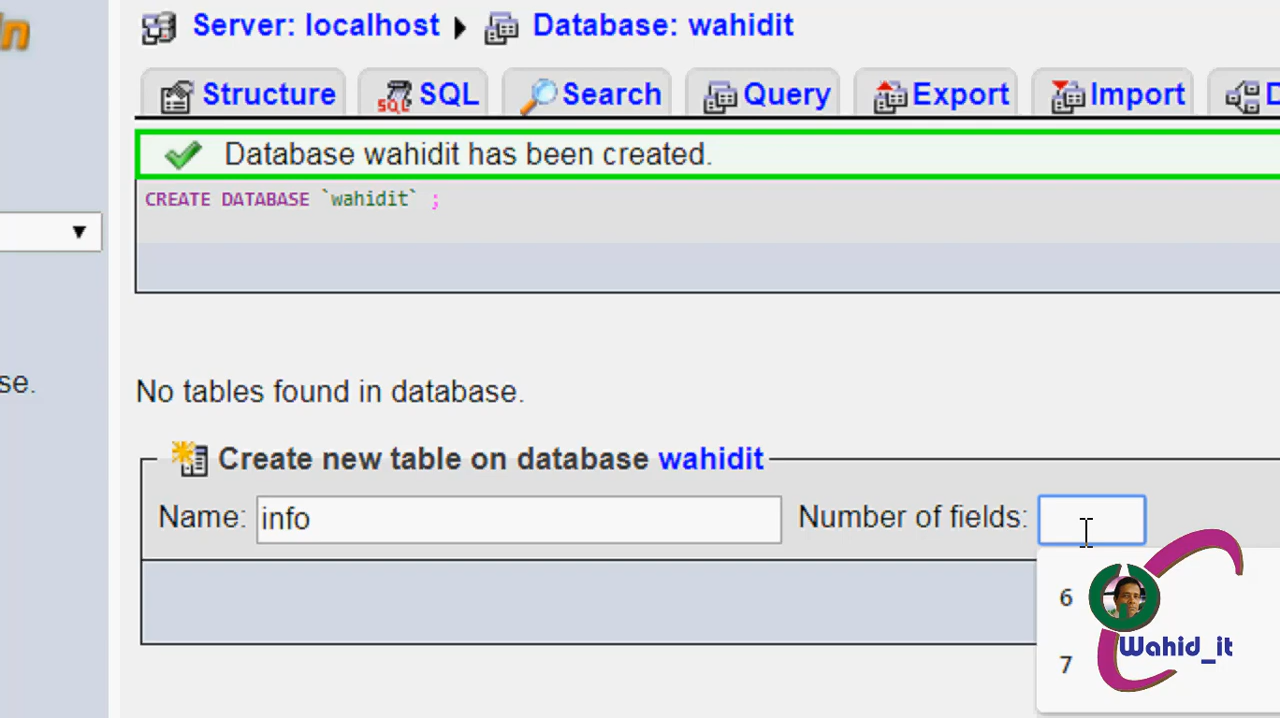 in
Server: localhost Database: wahidit
Structure SQL Search Query Export Import D
Database wahidit has been created.
CREATE DATABASE `wahidit` ;
se.
No tables found in database.
Create new table on database wahidit
Name: info Number of fields:
6
7
Wahid_it